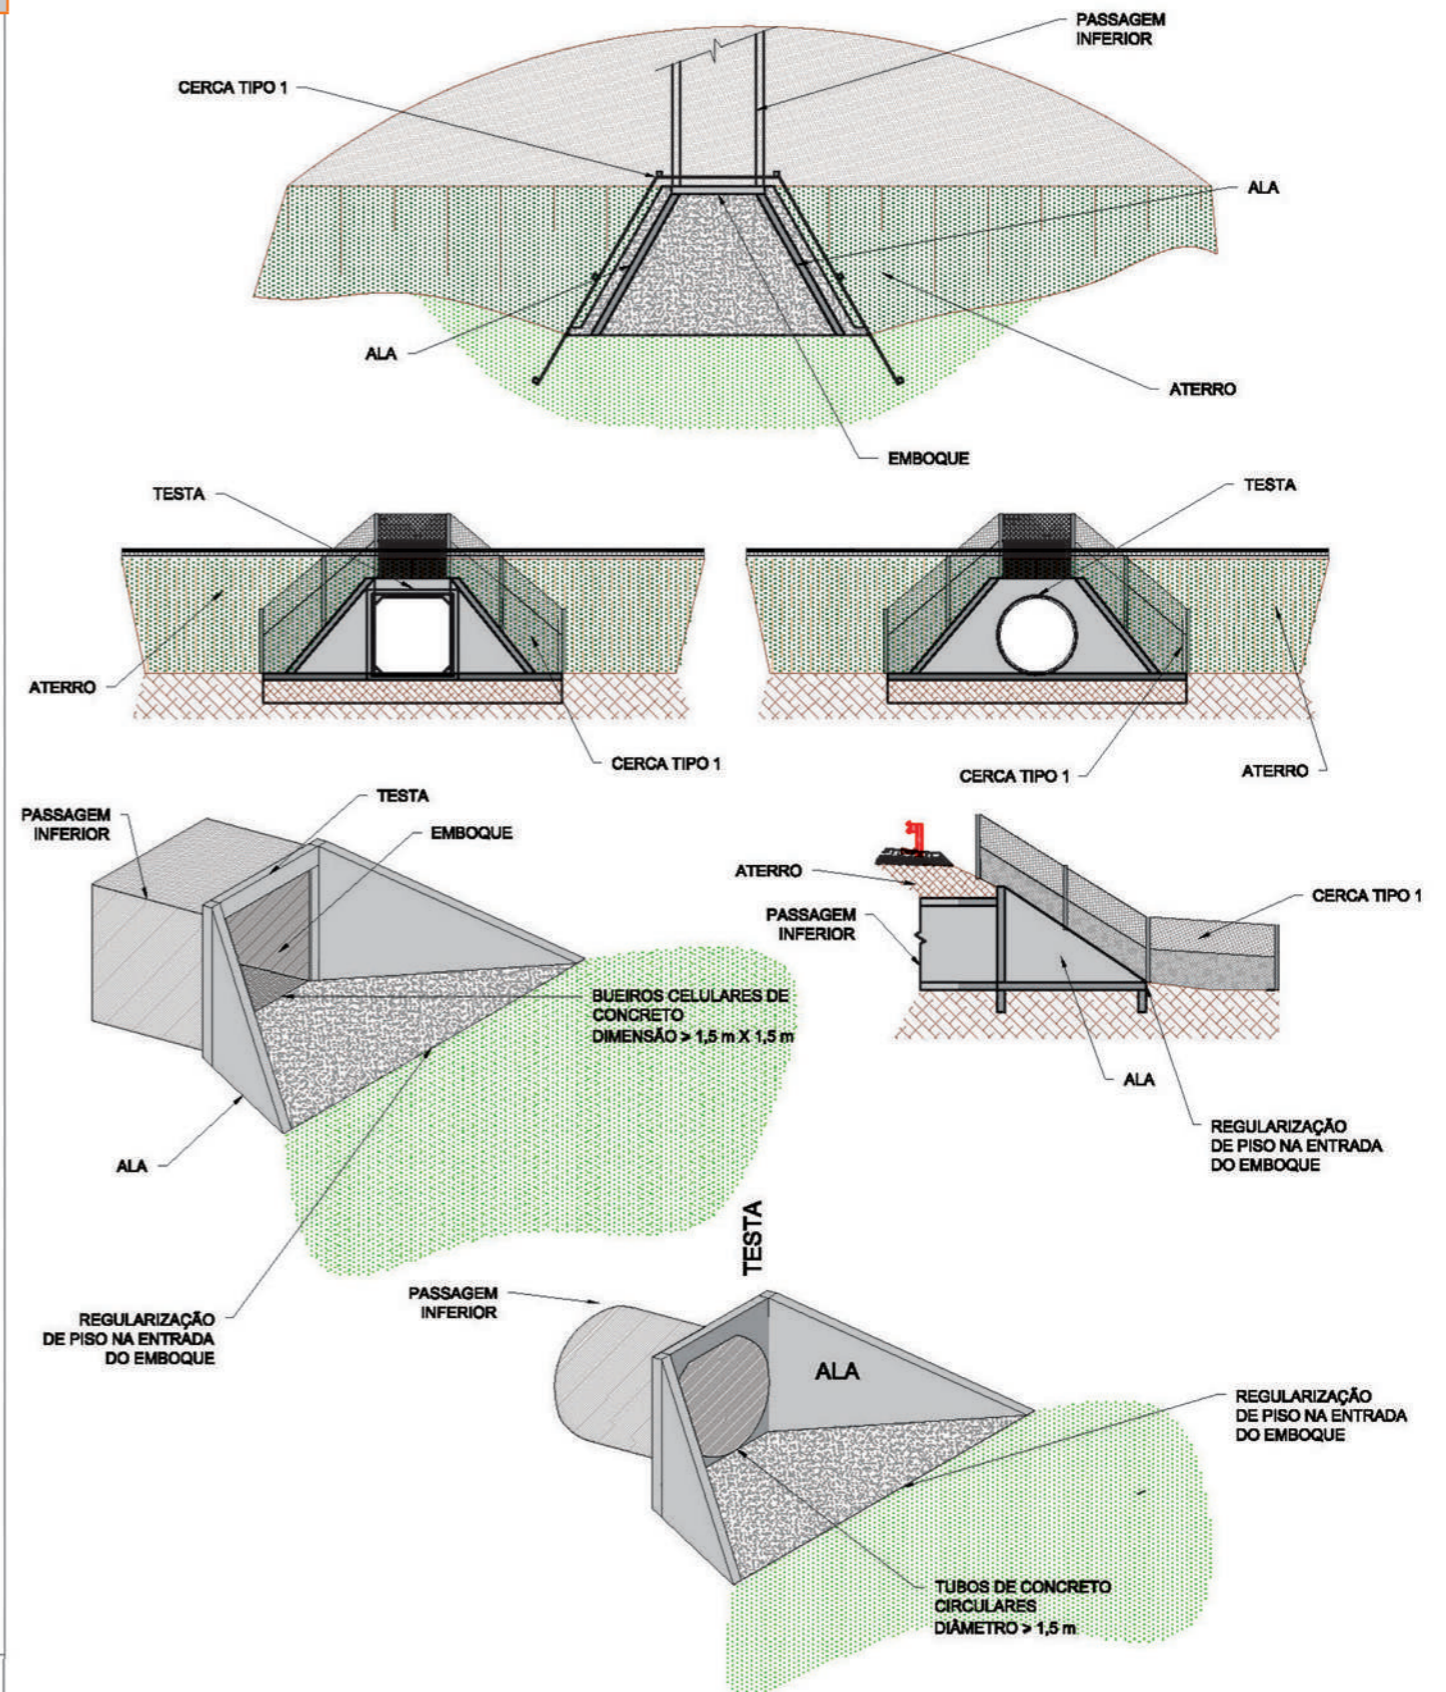 PASSAGEM
INFERIOR
CERCA TIPO 1
ALA
ALA
ATERRO
EMBOQUE
TESTA
TESTA
ATERRO
CERCA TIPO 1
CERCA TIPO 1
ATERRO
PASSAGEM
INFERIOR
TESTA
EMBOQUE
BUEIROS CELULARES DE
CONCRETO
DIMENSÃO > 1,5 m X 1,5 m
ALA
REGULARIZAÇÃO
DE PISO NA ENTRADA
DO EMBOQUE
ATERRO
PASSAGEM
INFERIOR
CERCA TIPO 1
ALA
REGULARIZAÇÃO
DE PISO NA ENTRADA
DO EMBOQUE
TESTA
PASSAGEM
INFERIOR
ALA
REGULARIZAÇÃO
DE PISO NA ENTRADA
DO EMBOQUE
TUBOS DE CONCRETO
CIRCULARES
DIÂMETRO > 1,5 m